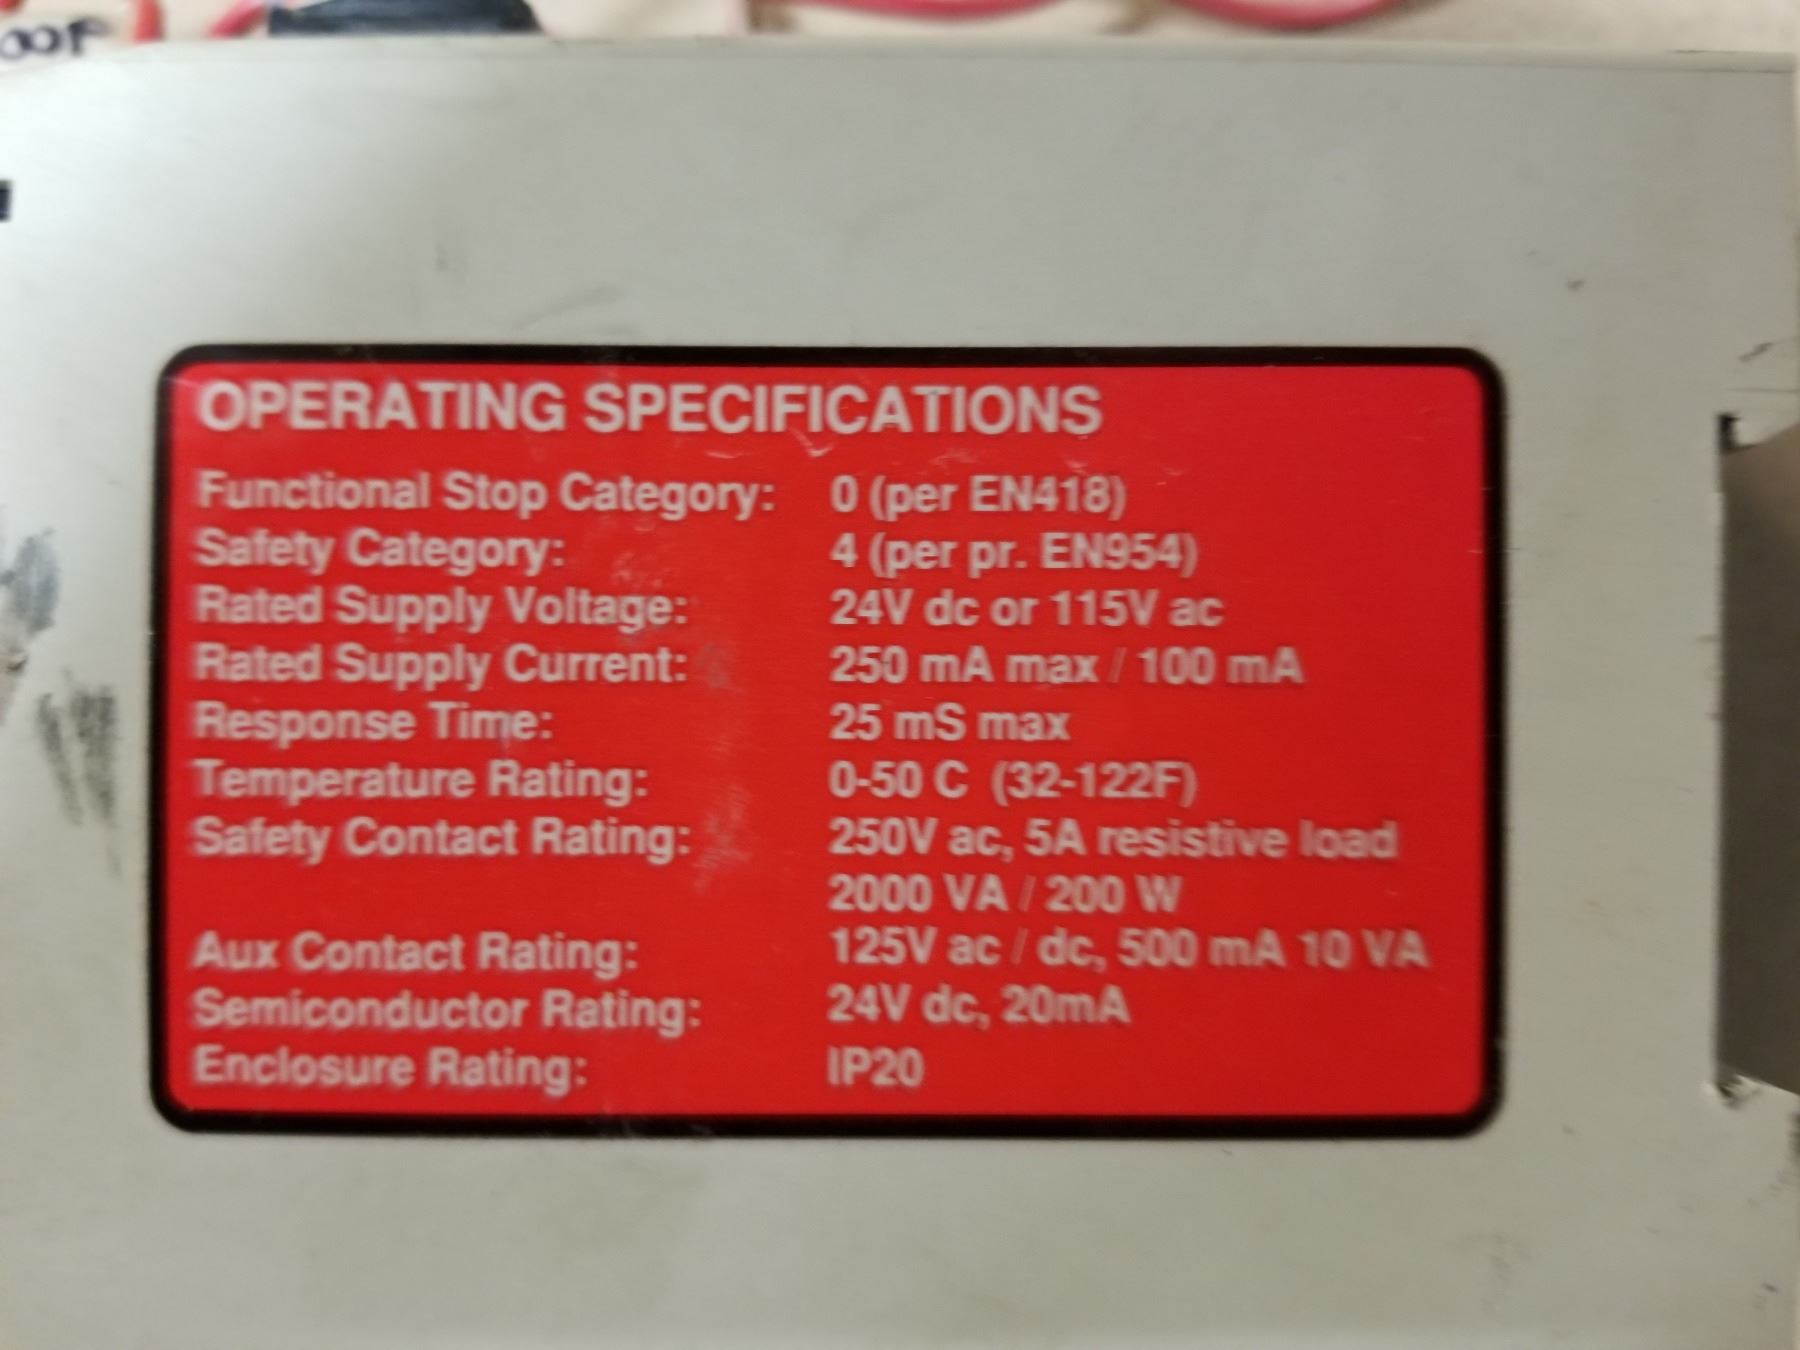 OPERATING SPECIFICATIONS
Functional Stop Category: 0 (per EN418)
Safety Category: 4 (per pr. EN954)
Rated Supply Voltage: 24V dc or 115V ac
Rated Supply Current: 250 mA max / 100 mA
Response Time: 25 mS max
Temperature Rating: 0-50 C (32-122F)
Safety Contact Rating: 250V ac, 5A resistive load
2000 VA / 200 W
Aux Contact Rating: 125V ac / dc, 500 mA 10 VA
Semiconductor Rating: 24V dc, 20mA
Enclosure Rating: IP20